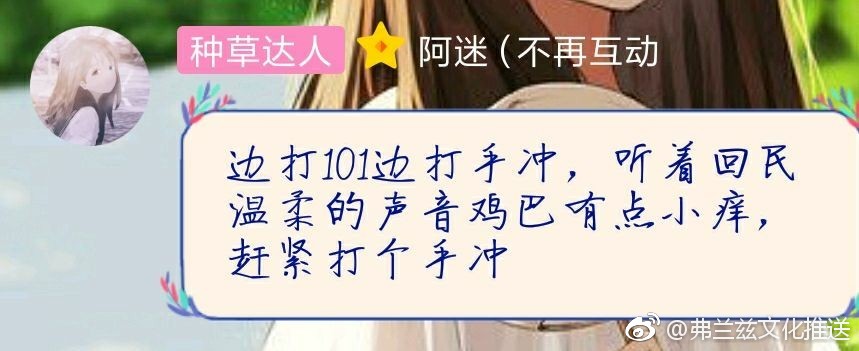 种草达人 阿迷(不再互动
边打101边打手冲，听着回民
温柔的声音鸡巴有点小痒，
赶紧打个手冲
@弗兰兹文化推送